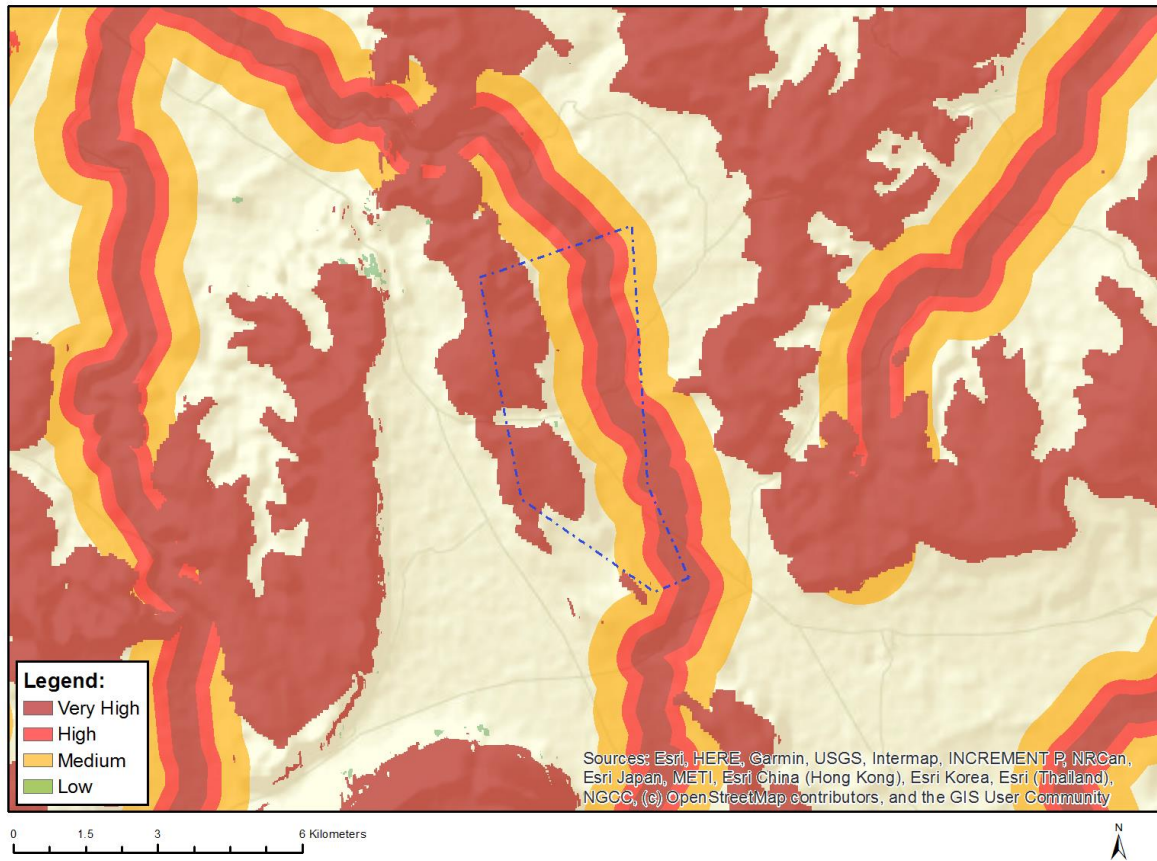 Legend:
Very High
High
Medium
Low
Sources: Esri, HERE, Garmin, USGS, Intermap, INCREMENT P, NRCan,
Esri Japan, METI, Esri China (Hong Kong), Esri Korea, Esri (Thailand),
NGCC, (c) OpenStreetMap contributors, and the GIS User Community
0 1.5 3 6 Kilometers
N